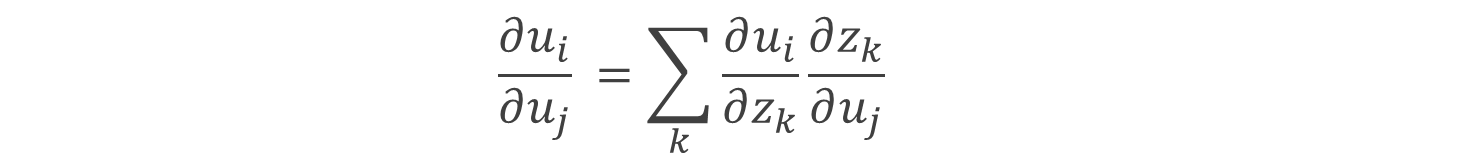 ∂u_i/∂u_j = ∑_k ∂u_i/∂z_k ∂z_k/∂u_j